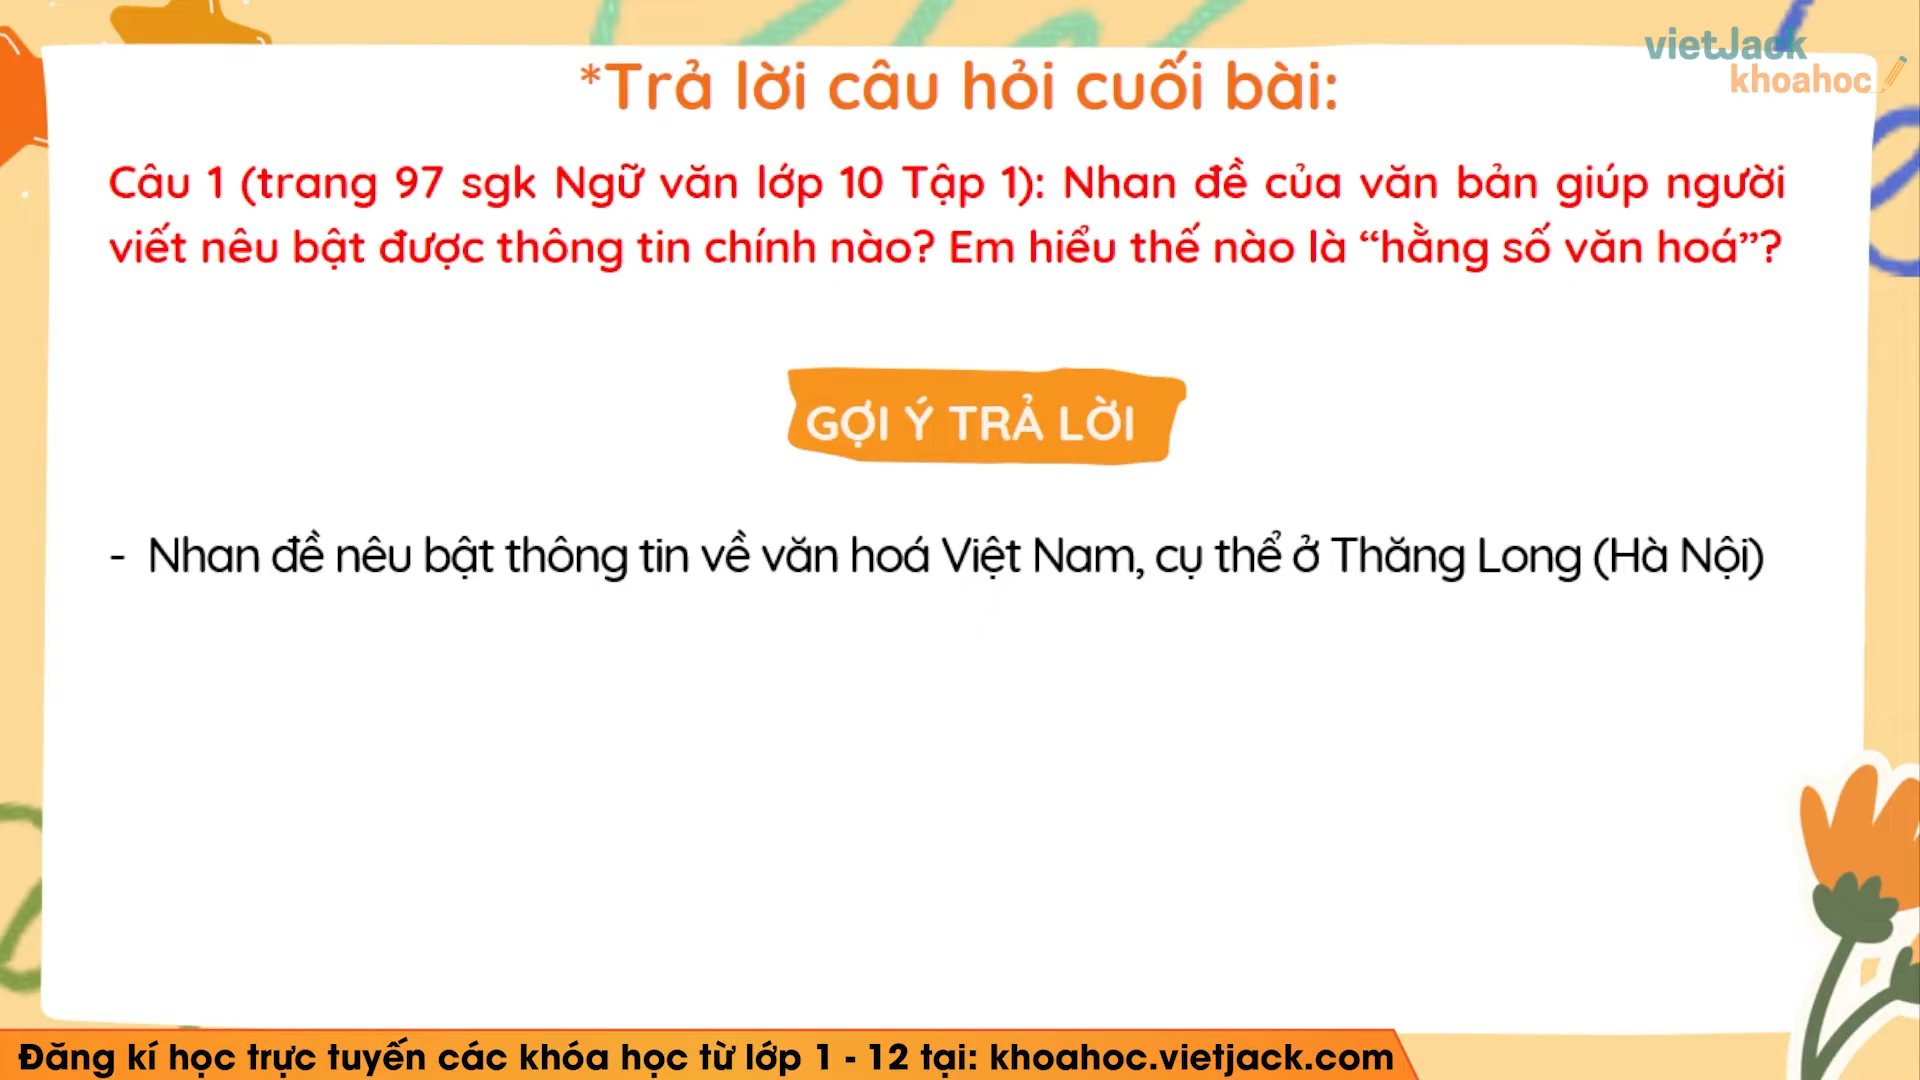 vietJack
khoahoc
*Trả lời câu hỏi cuối bài:
Câu 1 (trang 97 sgk Ngữ văn lớp 10 Tập 1): Nhan đề của văn bản giúp người
viết nêu bật được thông tin chính nào? Em hiểu thế nào là “hằng số văn hoá”?
GỢI Ý TRẢ LỜI
- Nhan đề nêu bật thông tin về văn hoá Việt Nam, cụ thể ở Thăng Long (Hà Nội)
Đăng kí học trực tuyến các khóa học từ lớp 1 - 12 tại: khoahoc.vietjack.com